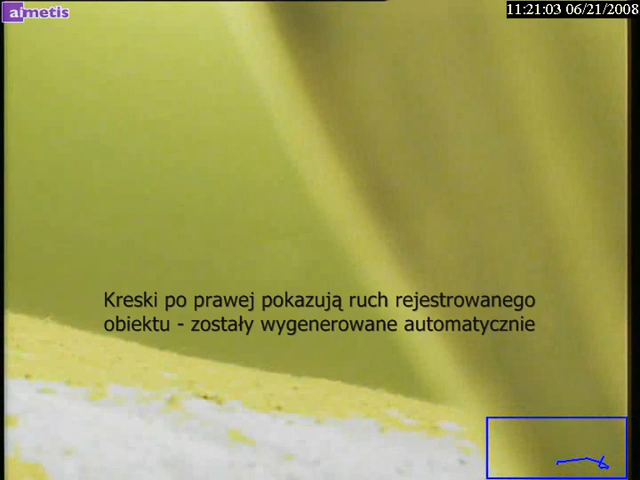 aimetis
11:21:03 06/21/2008
Kreski po prawej pokazują ruch rejestrowanego
obiektu - zostały wygenerowane automatycznie